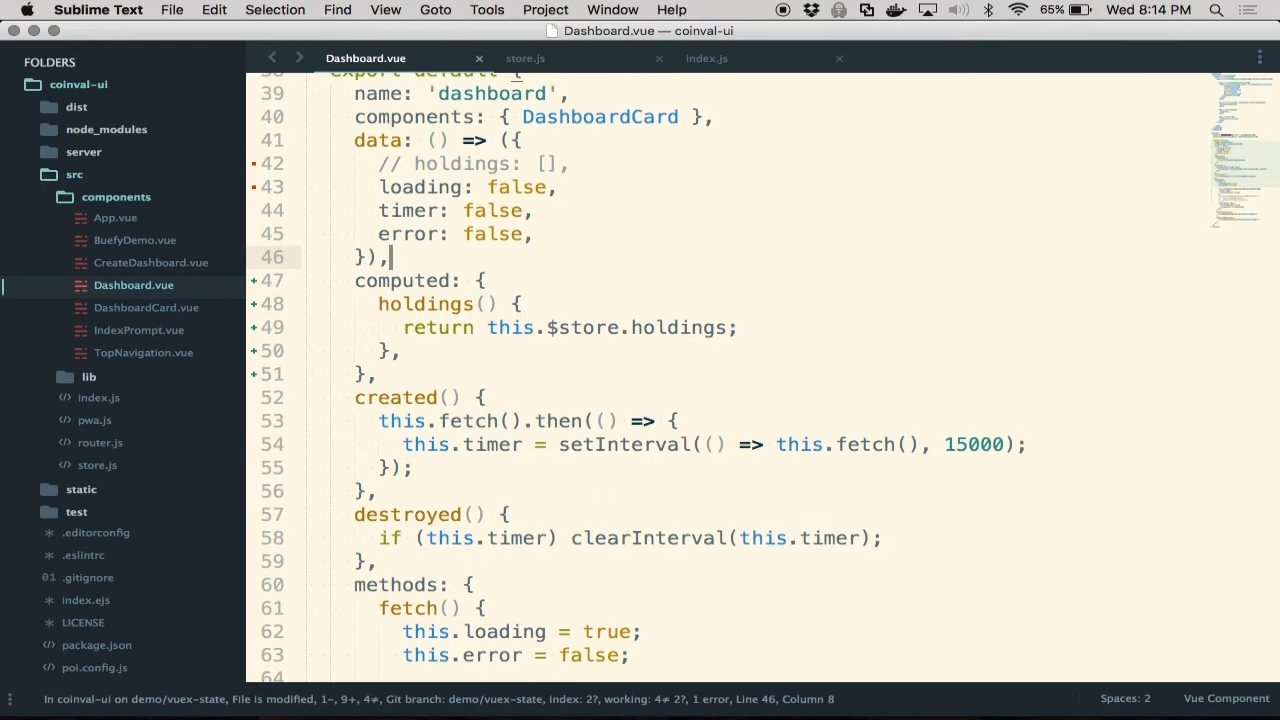 Sublime Text File Edit Selection Find View Goto Tools Project Window Help 65% Wed 8:14 PM
Dashboard.vue — coinval-ui
FOLDERS
coinval-ui
dist
node_modules
server
src
components
App.vue
BuefyDemo.vue
CreateDashboard.vue
Dashboard.vue
DashboardCard.vue
IndexPrompt.vue
TopNavigation.vue
lib
index.js
pwa.js
router.js
store.js
static
test
.editorconfig
.eslintrc
.gitignore
index.ejs
LICENSE
package.json
poi.config.js
Dashboard.vue × store.js × index.js ×
38 export default {
39 name: 'dashboard',
40 components: { DashboardCard },
41 data: () => ({
42 // holdings: [],
43 loading: false,
44 timer: false,
45 error: false,
46 }),
47 computed: {
48 holdings() {
49 return this.$store.holdings;
50 },
51 },
52 created() {
53 this.fetch().then(() => {
54 this.timer = setInterval(() => this.fetch(), 15000);
55 });
56 },
57 destroyed() {
58 if (this.timer) clearInterval(this.timer);
59 },
60 methods: {
61 fetch() {
62 this.loading = true;
63 this.error = false;
64
In coinval-ui on demo/vuex-state, File is modified, 1-, 9+, 4≠, Git branch: demo/vuex-state, index: 2?, working: 4≠ 2?, 1 error, Line 46, Column 8 Spaces: 2 Vue Component